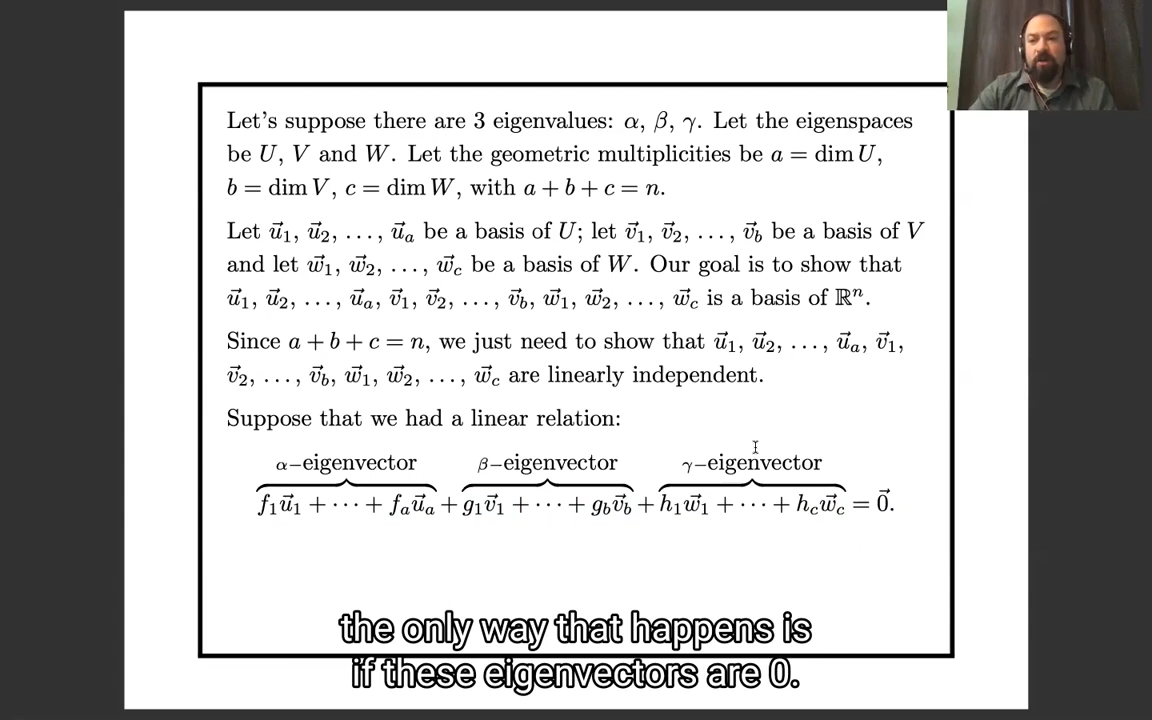 Let's suppose there are 3 eigenvalues: α, β, γ. Let the eigenspaces
be U, V and W. Let the geometric multiplicities be a = dim U,
b = dim V, c = dim W, with a + b + c = n.
Let u⃗₁, u⃗₂, ..., u⃗ₐ be a basis of U; let v⃗₁, v⃗₂, ..., v⃗_b be a basis of V
and let w⃗₁, w⃗₂, ..., w⃗_c be a basis of W. Our goal is to show that
u⃗₁, u⃗₂, ..., u⃗ₐ, v⃗₁, v⃗₂, ..., v⃗_b, w⃗₁, w⃗₂, ..., w⃗_c is a basis of ℝⁿ.
Since a + b + c = n, we just need to show that u⃗₁, u⃗₂, ..., u⃗ₐ, v⃗₁,
v⃗₂, ..., v⃗_b, w⃗₁, w⃗₂, ..., w⃗_c are linearly independent.
Suppose that we had a linear relation:
α−eigenvector β−eigenvector γ−eigenvector
f₁u⃗₁ + ··· + fₐu⃗ₐ + g₁v⃗₁ + ··· + g_bv⃗_b + h₁w⃗₁ + ··· + h_cw⃗_c = 0⃗.
the only way that happens is
if these eigenvectors are 0.